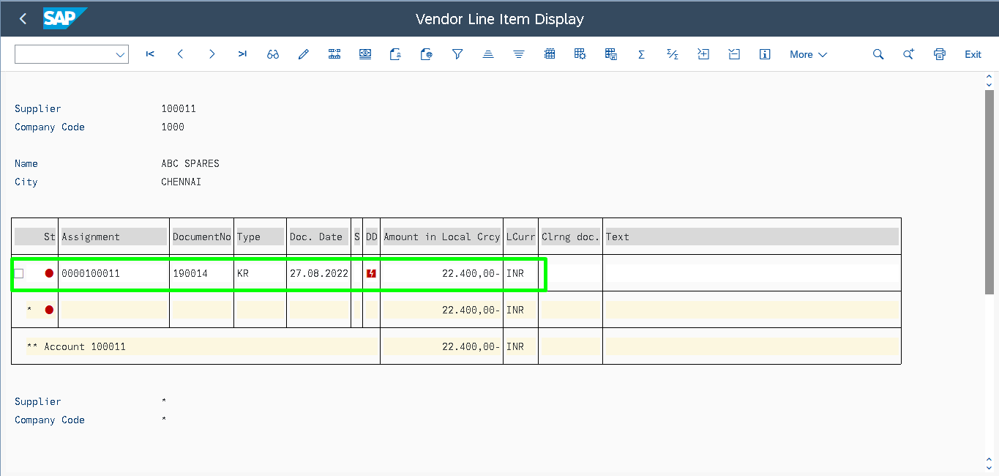 SAP Vendor Line Item Display
More Exit
Supplier 100011
Company Code 1000
Name ABC SPARES
City CHENNAI
St Assignment DocumentNo Type Doc. Date S DD Amount in Local Crcy LCurr Clrng doc. Text
0000100011 190014 KR 27.08.2022 22.400,00- INR
* 22.400,00- INR
** Account 100011 22.400,00- INR
Supplier *
Company Code *